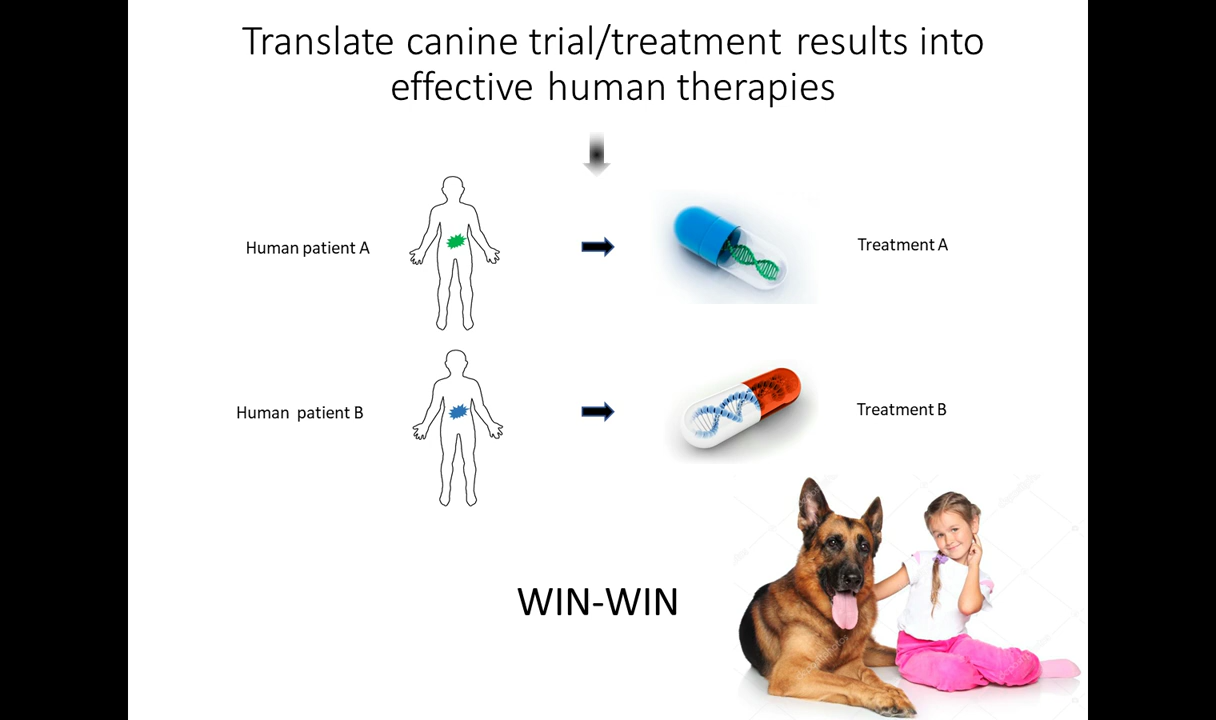 Translate canine trial/treatment results into
effective human therapies
Human patient A
Treatment A
Human patient B
Treatment B
WIN-WIN